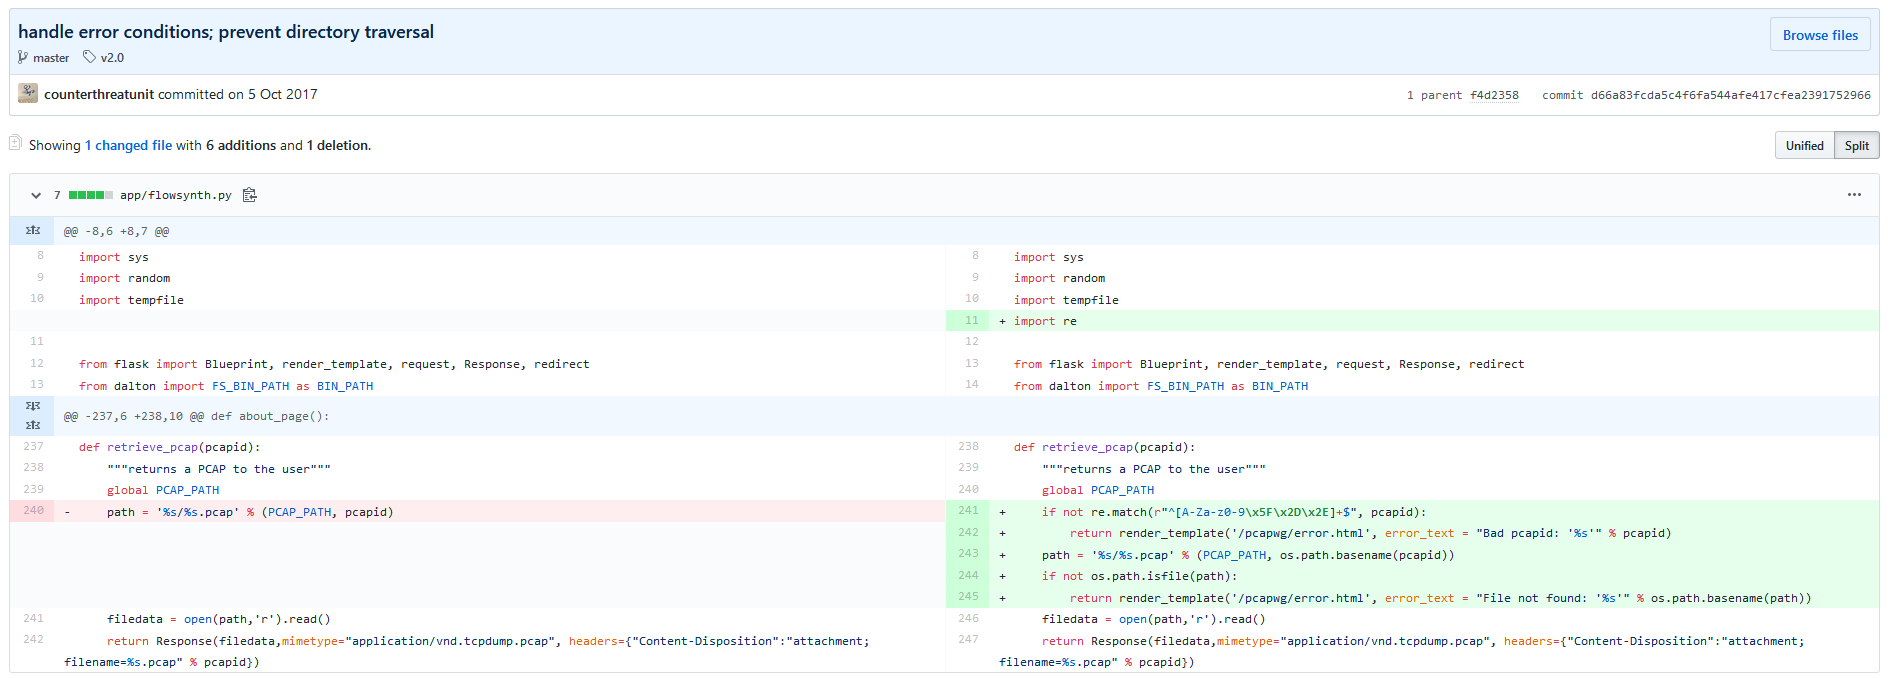 handle error conditions; prevent directory traversal
Browse files
master v2.0
counterthreatunit committed on 5 Oct 2017
1 parent f4d2358 commit d66a83fcda5c4f6fa544afe417cfea2391752966
Showing 1 changed file with 6 additions and 1 deletion.
Unified Split
7 app/flowsynth.py
@@ -8,6 +8,7 @@
8 import sys
9 import random
10 import tempfile
11
12 from flask import Blueprint, render_template, request, Response, redirect
13 from dalton import FS_BIN_PATH as BIN_PATH
8 import sys
9 import random
10 import tempfile
11 + import re
12
13 from flask import Blueprint, render_template, request, Response, redirect
14 from dalton import FS_BIN_PATH as BIN_PATH
@@ -237,6 +238,10 @@ def about_page():
237 def retrieve_pcap(pcapid):
238 """returns a PCAP to the user"""
239 global PCAP_PATH
240 - path = '%s/%s.pcap' % (PCAP_PATH, pcapid)
241 filedata = open(path,'r').read()
242 return Response(filedata,mimetype="application/vnd.tcpdump.pcap", headers={"Content-Disposition":"attachment;
filename=%s.pcap" % pcapid})
238 def retrieve_pcap(pcapid):
239 """returns a PCAP to the user"""
240 global PCAP_PATH
241 + if not re.match(r"^[A-Za-z0-9\x5F\x2D\x2E]+$", pcapid):
242 + return render_template('/pcapwg/error.html', error_text = "Bad pcapid: '%s'" % pcapid)
243 + path = '%s/%s.pcap' % (PCAP_PATH, os.path.basename(pcapid))
244 + if not os.path.isfile(path):
245 + return render_template('/pcapwg/error.html', error_text = "File not found: '%s'" % os.path.basename(path))
246 filedata = open(path,'r').read()
247 return Response(filedata,mimetype="application/vnd.tcpdump.pcap", headers={"Content-Disposition":"attachment;
filename=%s.pcap" % pcapid})